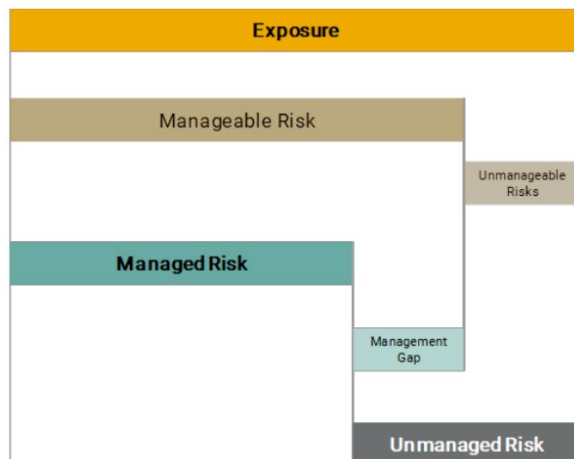 Exposure
Manageable Risk
Unmanageable
Risks
Managed Risk
Management
Gap
Unmanaged Risk